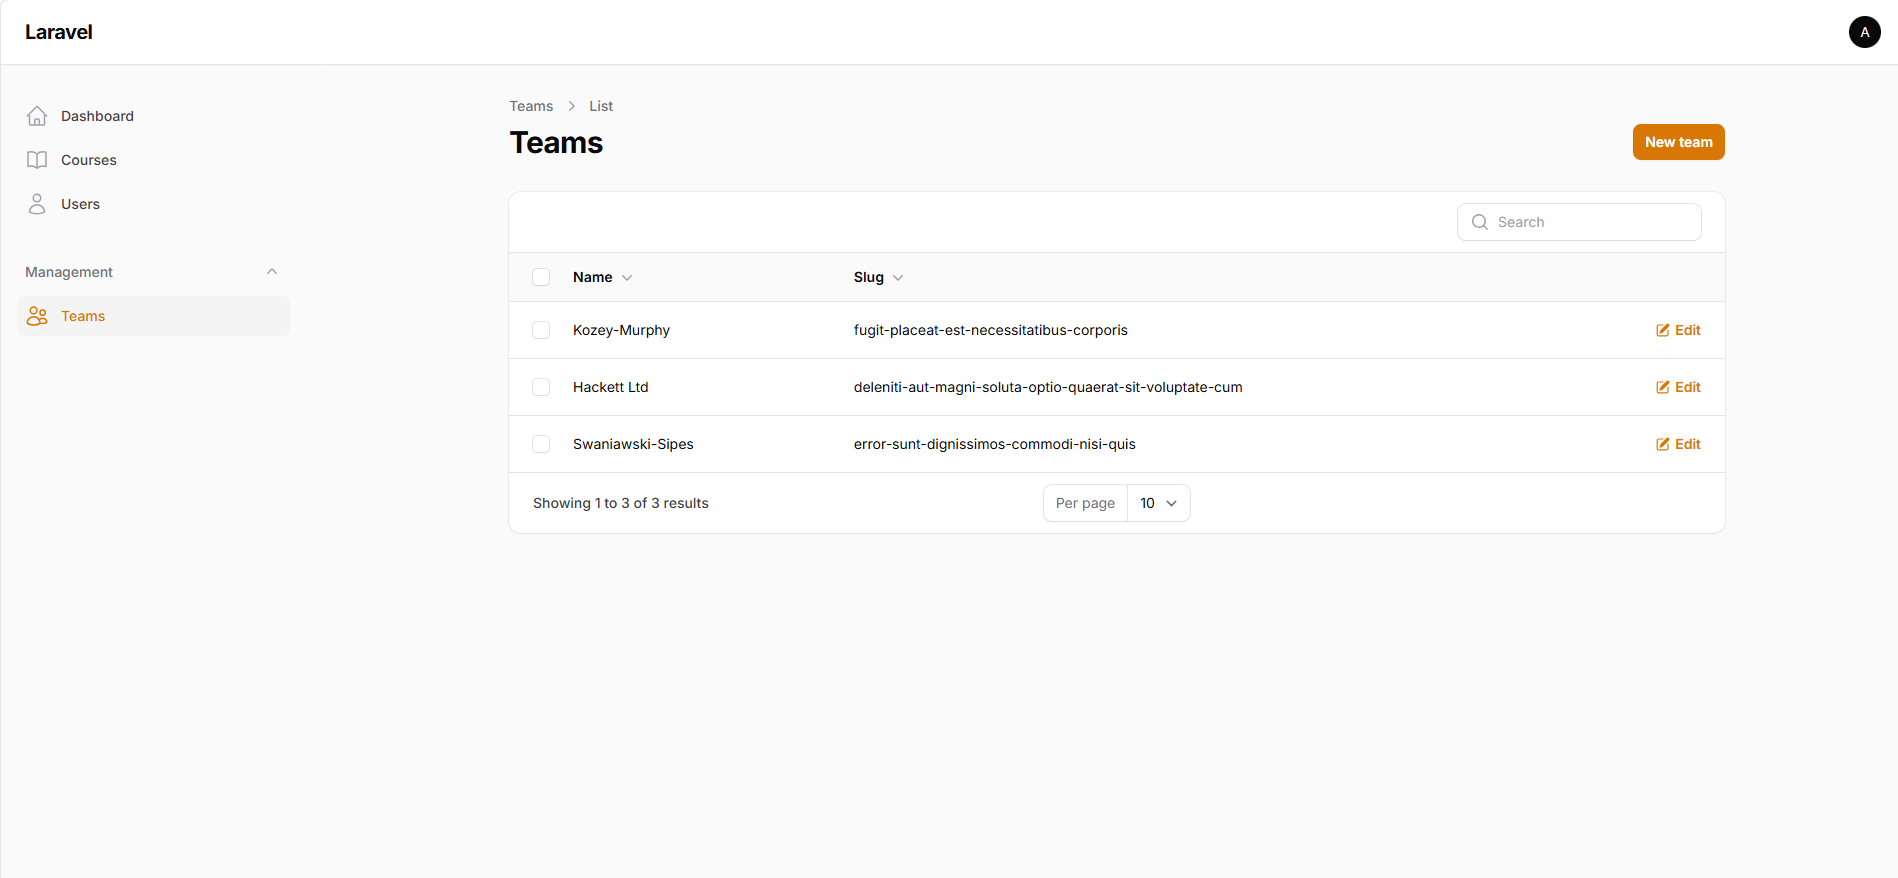 Laravel
A
Dashboard
Courses
Users
Management
Teams
Teams > List
Teams
New team
Search
Name Slug
Kozey-Murphy fugit-placeat-est-necessitatibus-corporis Edit
Hackett Ltd deleniti-aut-magni-soluta-optio-quaerat-sit-voluptate-cum Edit
Swaniawski-Sipes error-sunt-dignissimos-commodi-nisi-quis Edit
Showing 1 to 3 of 3 results Per page 10